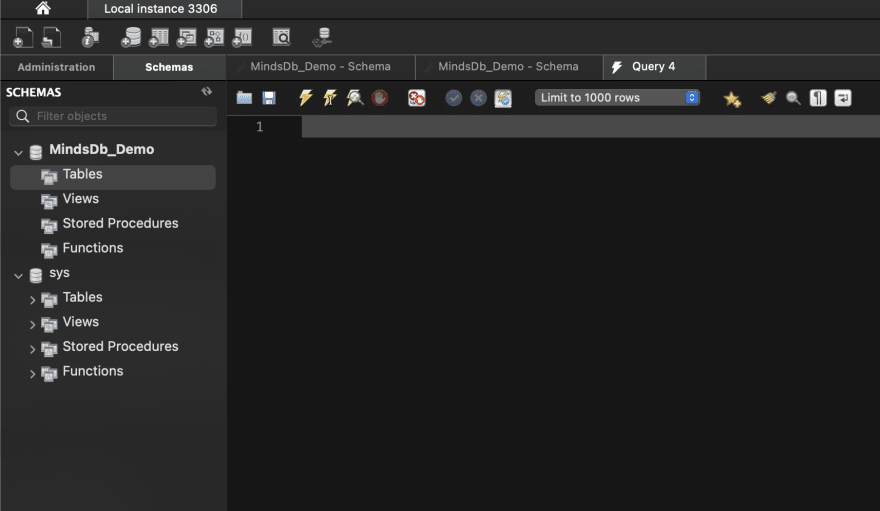 Local instance 3306
Administration
Schemas
MindsDb_Demo - Schema
MindsDb_Demo - Schema
Query 4
SCHEMAS
Filter objects
Limit to 1000 rows
1
MindsDb_Demo
Tables
Views
Stored Procedures
Functions
sys
Tables
Views
Stored Procedures
Functions